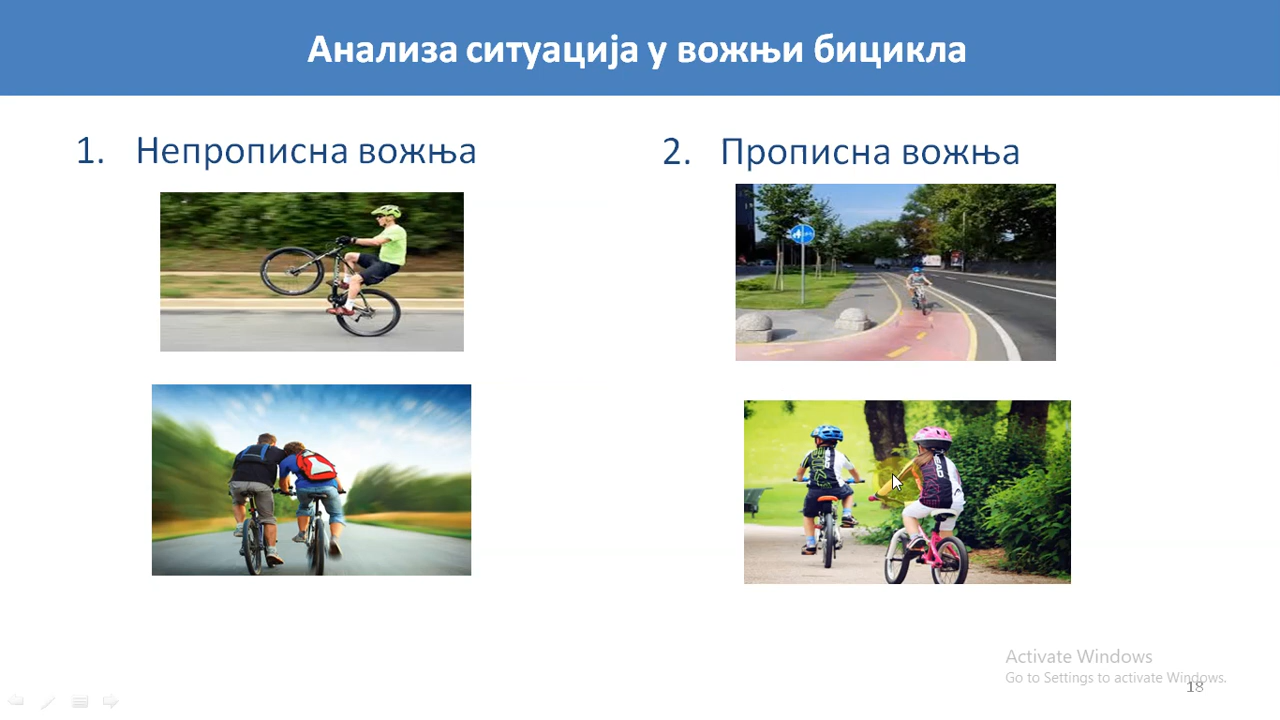 Анализа ситуација у вожњи бицикла
1. Непрописна вожња
2. Прописна вожња
Activate Windows
Go to Settings to activate Windows.
18